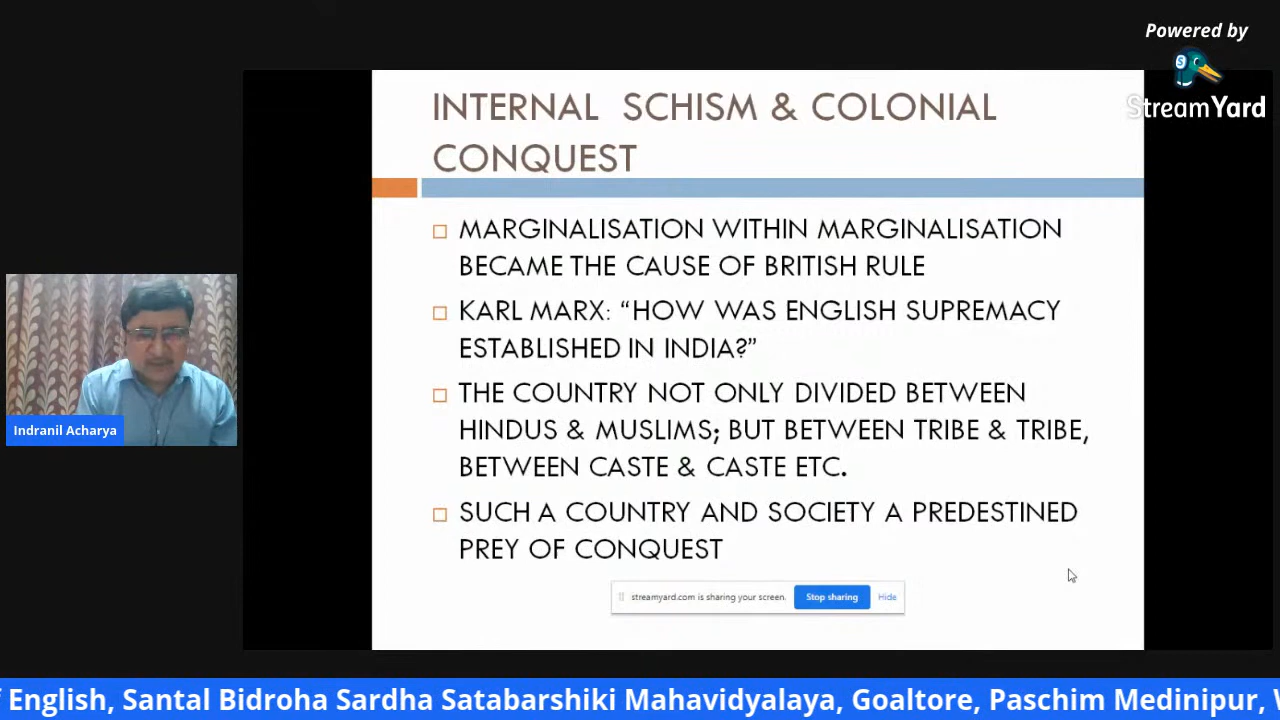 Powered by
StreamYard
INTERNAL SCHISM & COLONIAL
CONQUEST
MARGINALISATION WITHIN MARGINALISATION
BECAME THE CAUSE OF BRITISH RULE
KARL MARX: “HOW WAS ENGLISH SUPREMACY
ESTABLISHED IN INDIA?”
THE COUNTRY NOT ONLY DIVIDED BETWEEN
HINDUS & MUSLIMS; BUT BETWEEN TRIBE & TRIBE,
BETWEEN CASTE & CASTE ETC.
SUCH A COUNTRY AND SOCIETY A PREDESTINED
PREY OF CONQUEST
Indranil Acharya
streamyard.com is sharing your screen. Stop sharing Hide
English, Santal Bidroha Sardha Satabarshiki Mahavidyalaya, Goaltore, Paschim Medinipur,